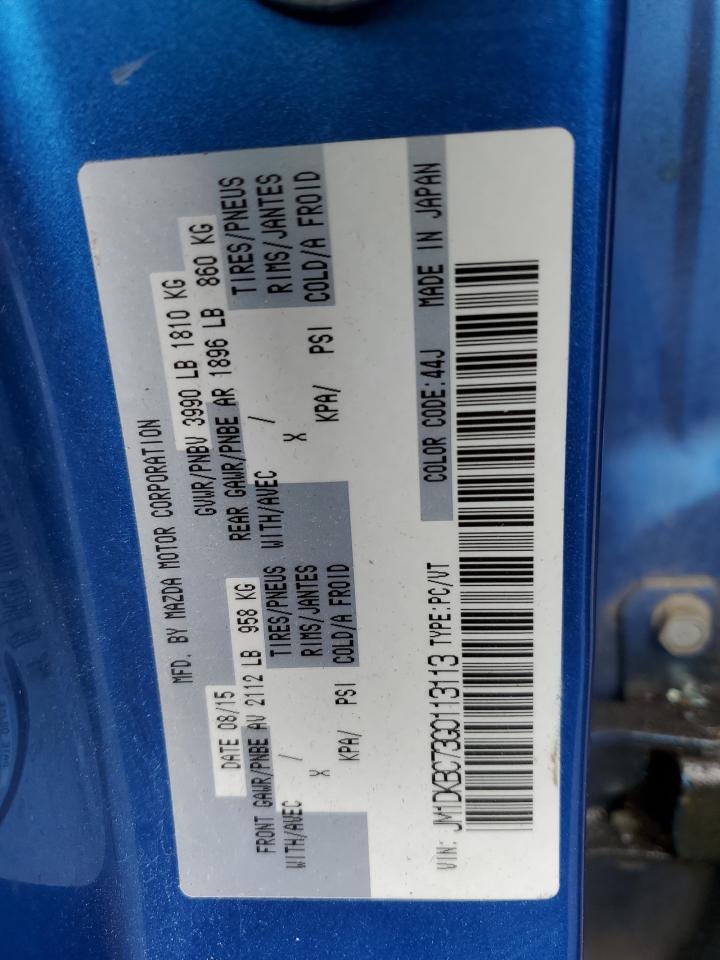 MFD. BY MAZDA MOTOR CORPORATION
DATE 08/15 GVWR/PNBV 3990 LB 1810 KG
FRONT GAWR/PNBE AV 2112 LB 958 KG REAR GAWR/PNBE AR 1896 LB 860 KG
WITH/AVEC / TIRES/PNEUS WITH/AVEC / TIRES/PNEUS
X RIMS/JANTES X RIMS/JANTES
KPA/ PSI COLD/A FROID KPA/ PSI COLD/A FROID
COLOR CODE:44J MADE IN JAPAN
VIN: JM1DKBC73G0113113 TYPE:PC/VT